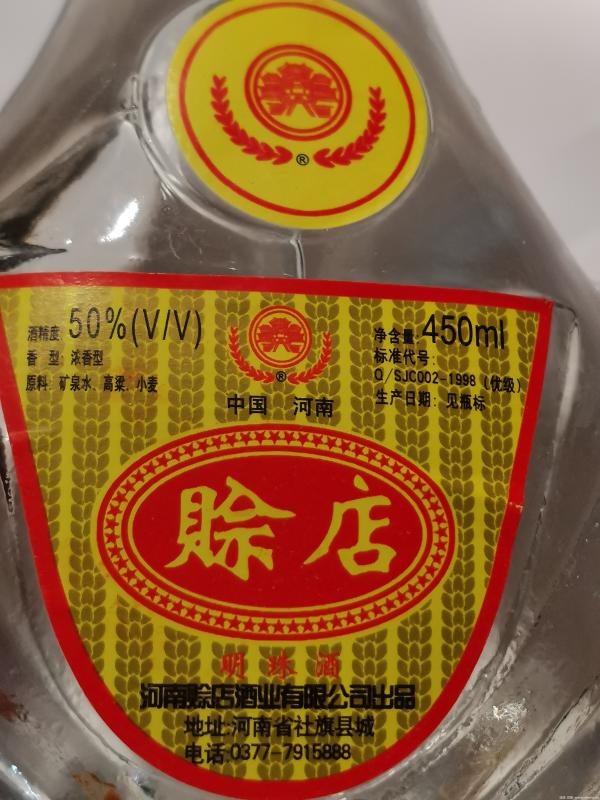 ®
酒精度 50%(V/V)
香 型: 浓香型
原料: 矿泉水、高粱、小麦
®
中国 河南
净含量: 450ml
标准代号:
Q/SJC002-1998 (优级)
生产日期: 见瓶标
赊店
明珠酒
河南赊店酒业有限公司出品
地址:河南省社旗县城
电话:0377-7915888